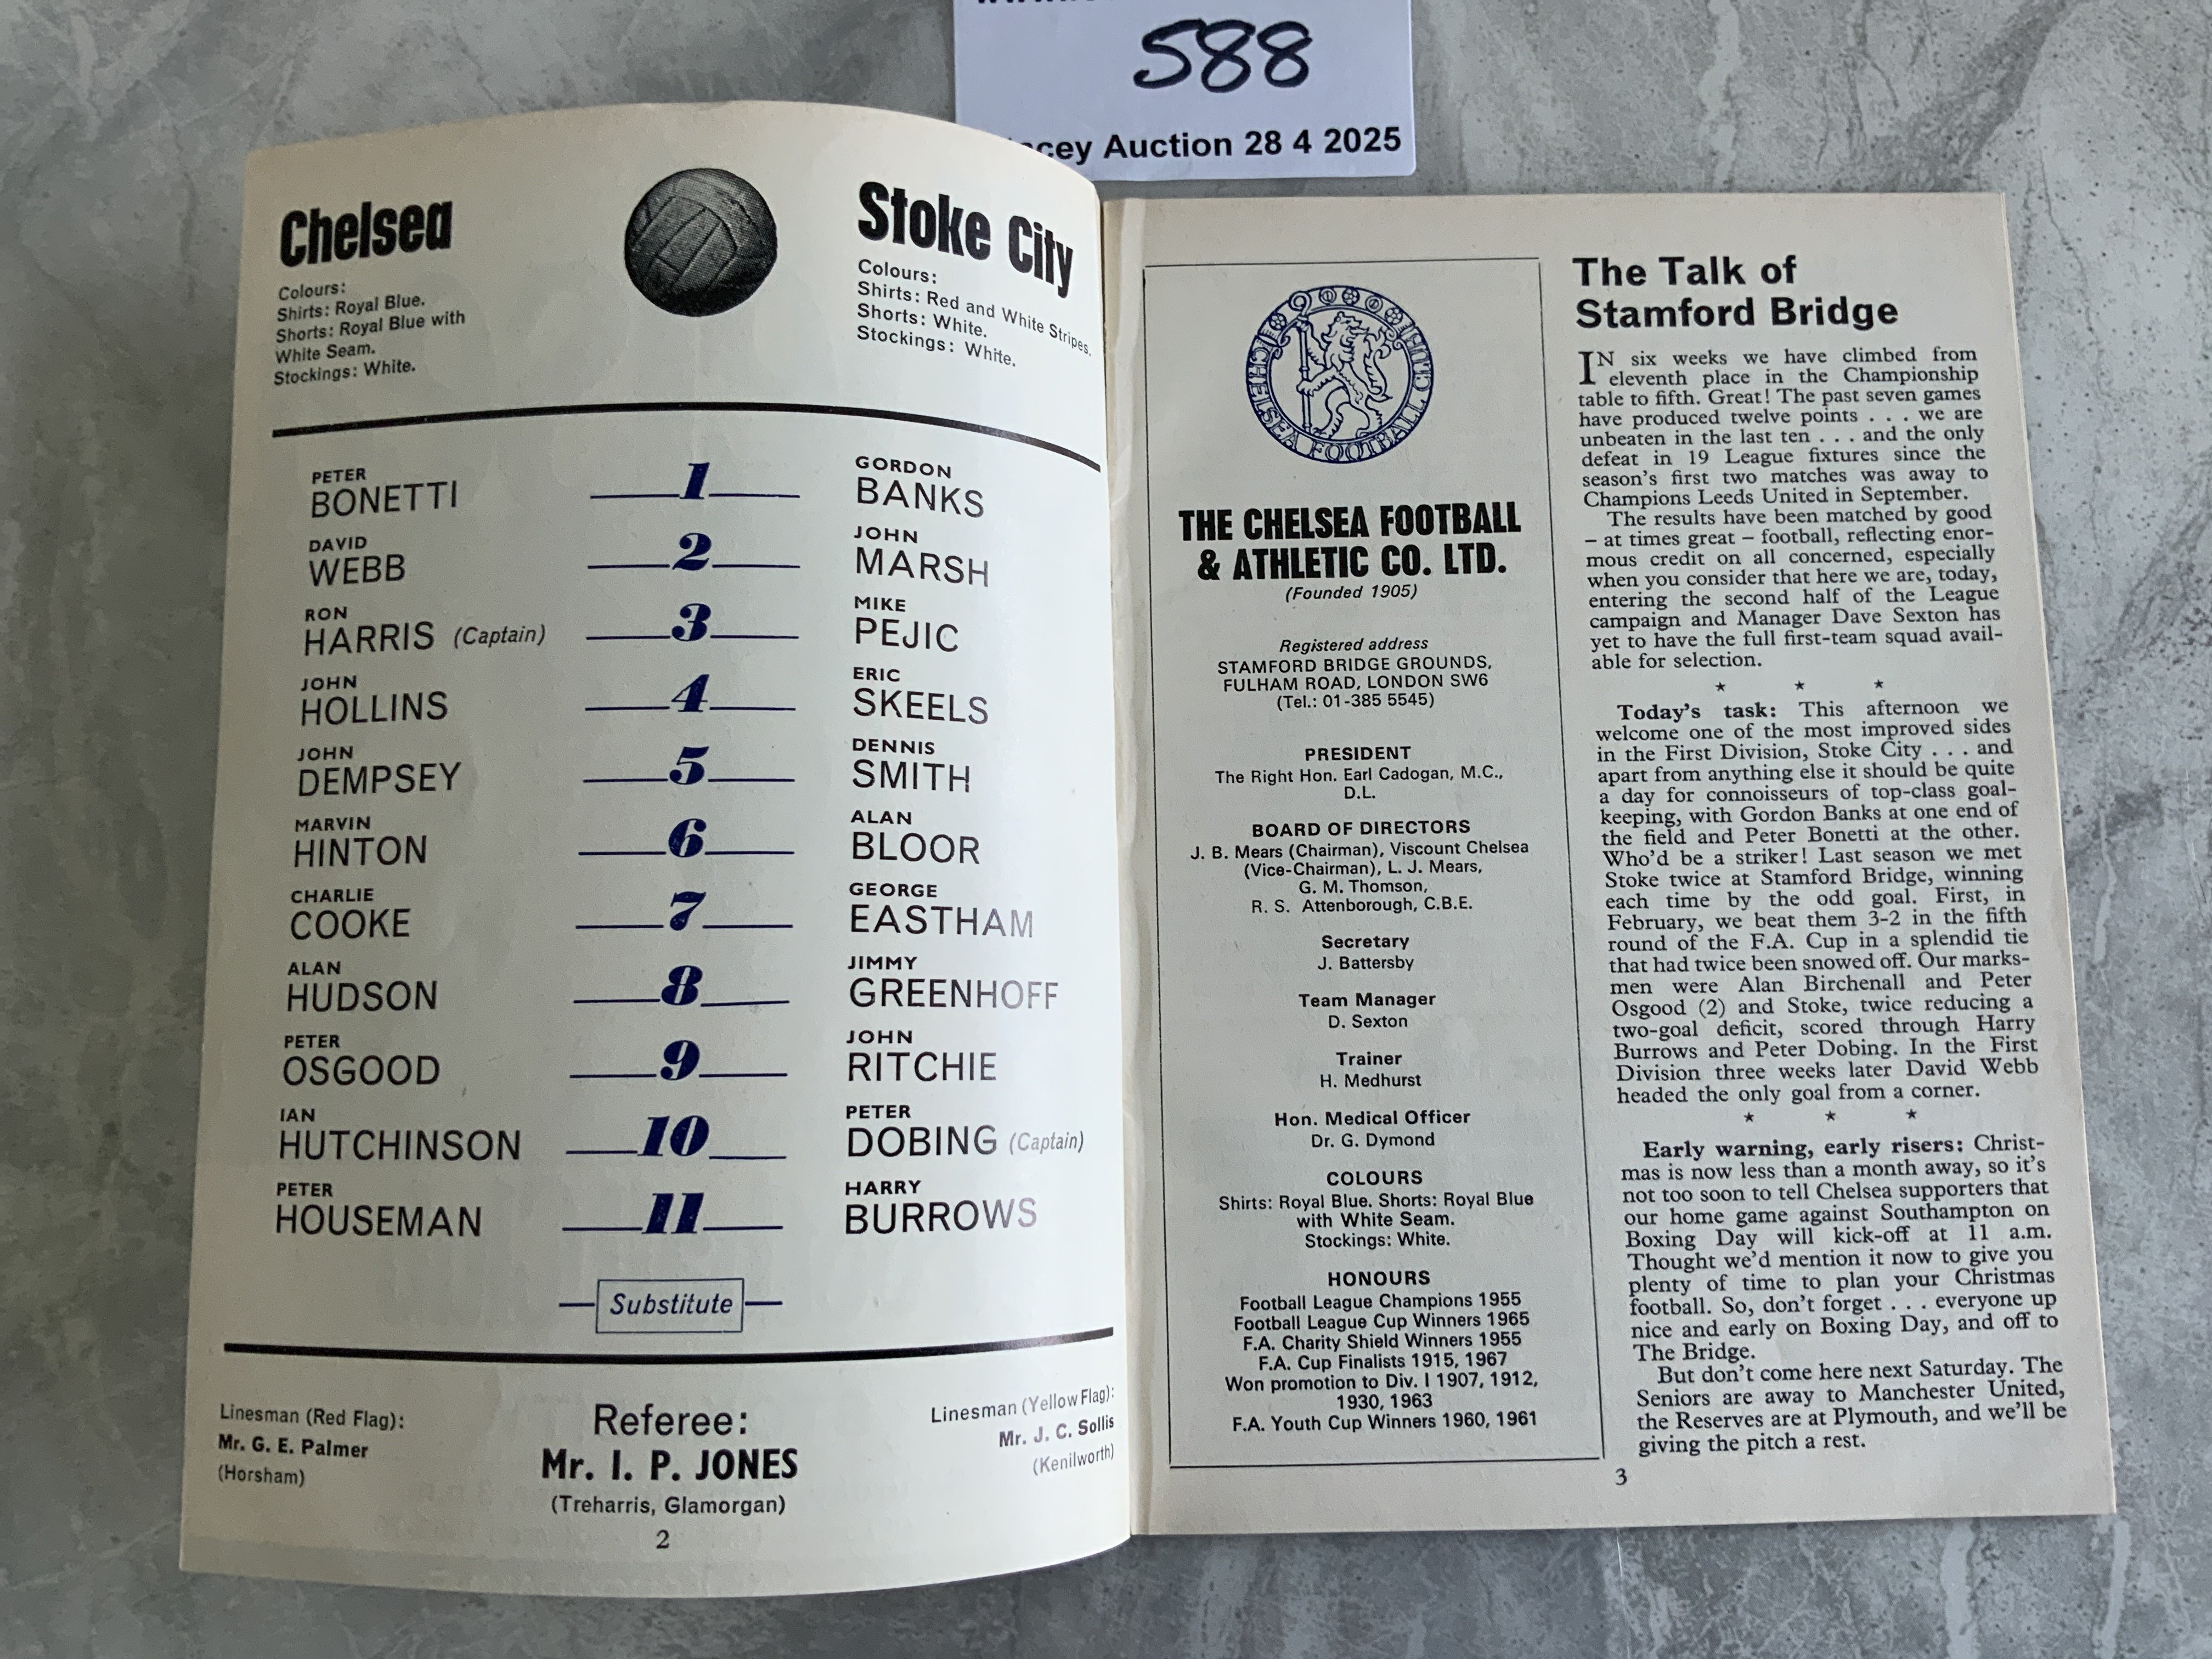 588
Auction 28 4 2025
Chelsea
Colours:
Shirts: Royal Blue.
Shorts: Royal Blue with
White Seam.
Stockings: White.
Stoke City
Colours:
Shirts: Red and White Stripes.
Shorts: White.
Stockings: White.
PETER
BONETTI
1
GORDON
BANKS
DAVID
WEBB
2
JOHN
MARSH
RON
HARRIS (Captain)
3
MIKE
PEJIC
JOHN
HOLLINS
4
ERIC
SKEELS
JOHN
DEMPSEY
5
DENNIS
SMITH
MARVIN
HINTON
6
ALAN
BLOOR
CHARLIE
COOKE
7
GEORGE
EASTHAM
ALAN
HUDSON
8
JIMMY
GREENHOFF
PETER
OSGOOD
9
JOHN
RITCHIE
IAN
HUTCHINSON
10
PETER
DOBING (Captain)
PETER
HOUSEMAN
11
HARRY
BURROWS
Substitute
Linesman (Red Flag):
Mr. G. E. Palmer
(Horsham)
Referee:
Mr. I. P. JONES
(Treharris, Glamorgan)
Linesman (Yellow Flag):
Mr. J. C. Sollis
(Kenilworth)
2
CHELSEA FOOTBALL CLUB
THE CHELSEA FOOTBALL
& ATHLETIC CO. LTD.
(Founded 1905)
Registered address
STAMFORD BRIDGE GROUNDS,
FULHAM ROAD, LONDON SW6
(Tel.: 01-385 5545)
PRESIDENT
The Right Hon. Earl Cadogan, M.C.,
D.L.
BOARD OF DIRECTORS
J. B. Mears (Chairman), Viscount Chelsea
(Vice-Chairman), L. J. Mears,
G. M. Thomson,
R. S. Attenborough, C.B.E.
Secretary
J. Battersby
Team Manager
D. Sexton
Trainer
H. Medhurst
Hon. Medical Officer
Dr. G. Dymond
COLOURS
Shirts: Royal Blue. Shorts: Royal Blue
with White Seam.
Stockings: White.
HONOURS
Football League Champions 1955
Football League Cup Winners 1965
F.A. Charity Shield Winners 1955
F.A. Cup Finalists 1915, 1967
Won promotion to Div. I 1907, 1912,
1930, 1963
F.A. Youth Cup Winners 1960, 1961
The Talk of
Stamford Bridge
IN six weeks we have climbed from
eleventh place in the Championship
table to fifth. Great! The past seven games
have produced twelve points . . . we are
unbeaten in the last ten . . . and the only
defeat in 19 League fixtures since the
season's first two matches was away to
Champions Leeds United in September.
The results have been matched by good
– at times great – football, reflecting enor-
mous credit on all concerned, especially
when you consider that here we are, today,
entering the second half of the League
campaign and Manager Dave Sexton has
yet to have the full first-team squad avail-
able for selection.
★ ★ ★
Today's task: This afternoon we
welcome one of the most improved sides
in the First Division, Stoke City . . . and
apart from anything else it should be quite
a day for connoisseurs of top-class goal-
keeping, with Gordon Banks at one end of
the field and Peter Bonetti at the other.
Who'd be a striker! Last season we met
Stoke twice at Stamford Bridge, winning
each time by the odd goal. First, in
February, we beat them 3-2 in the fifth
round of the F.A. Cup in a splendid tie
that had twice been snowed off. Our marks-
men were Alan Birchenall and Peter
Osgood (2) and Stoke, twice reducing a
two-goal deficit, scored through Harry
Burrows and Peter Dobing. In the First
Division three weeks later David Webb
headed the only goal from a corner.
★ ★ ★
Early warning, early risers: Christ-
mas is now less than a month away, so it's
not too soon to tell Chelsea supporters that
our home game against Southampton on
Boxing Day will kick-off at 11 a.m.
Thought we'd mention it now to give you
plenty of time to plan your Christmas
football. So, don't forget . . . everyone up
nice and early on Boxing Day, and off to
The Bridge.
But don't come here next Saturday. The
Seniors are away to Manchester United,
the Reserves are at Plymouth, and we'll be
giving the pitch a rest.
3